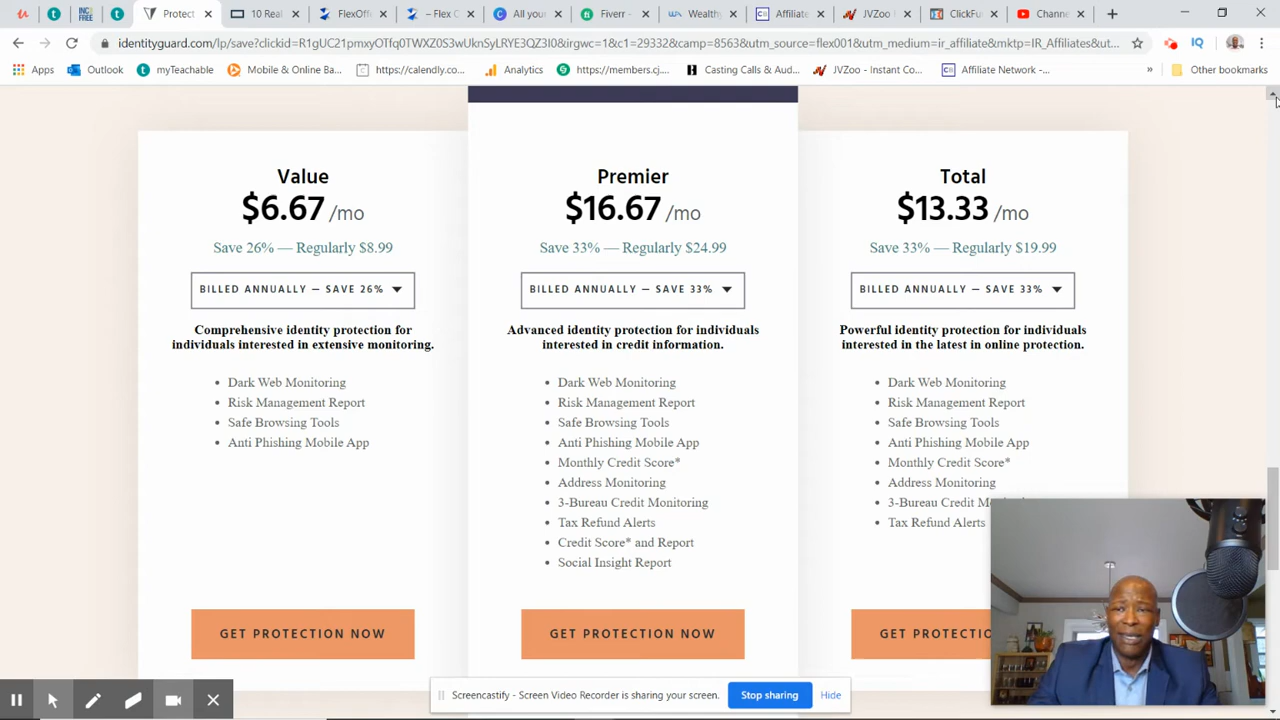 Protect
10 Real
FlexOff
– Flex C
All your
Fiverr -
Wealthy
Affiliate
JVZoo
ClickFu
Channe
identityguard.com/lp/save?clickid=R1gUC21pmxyOTfq0TWXZ0S3wUknSyLRYE3QZ3I0&irgwc=1&c1=29332&camp=8563&utm_source=flex001&utm_medium=ir_affiliate&mktp=IR_Affiliates&ut...
Apps
Outlook
myTeachable
Mobile & Online Ba...
https://calendly.co...
Analytics
https://members.cj...
Casting Calls & Aud...
JVZoo - Instant Co...
Affiliate Network -...
»
Other bookmarks
Value
$6.67 /mo
Save 26% — Regularly $8.99
BILLED ANNUALLY — SAVE 26%
Comprehensive identity protection for
individuals interested in extensive monitoring.
• Dark Web Monitoring
• Risk Management Report
• Safe Browsing Tools
• Anti Phishing Mobile App
GET PROTECTION NOW
Premier
$16.67 /mo
Save 33% — Regularly $24.99
BILLED ANNUALLY — SAVE 33%
Advanced identity protection for individuals
interested in credit information.
• Dark Web Monitoring
• Risk Management Report
• Safe Browsing Tools
• Anti Phishing Mobile App
• Monthly Credit Score*
• Address Monitoring
• 3-Bureau Credit Monitoring
• Tax Refund Alerts
• Credit Score* and Report
• Social Insight Report
GET PROTECTION NOW
Total
$13.33 /mo
Save 33% — Regularly $19.99
BILLED ANNUALLY — SAVE 33%
Powerful identity protection for individuals
interested in the latest in online protection.
• Dark Web Monitoring
• Risk Management Report
• Safe Browsing Tools
• Anti Phishing Mobile App
• Monthly Credit Score*
• Address Monitoring
• 3-Bureau Credit M
• Tax Refund Alerts
GET PROTECTIO
Screencastify - Screen Video Recorder is sharing your screen.
Stop sharing
Hide